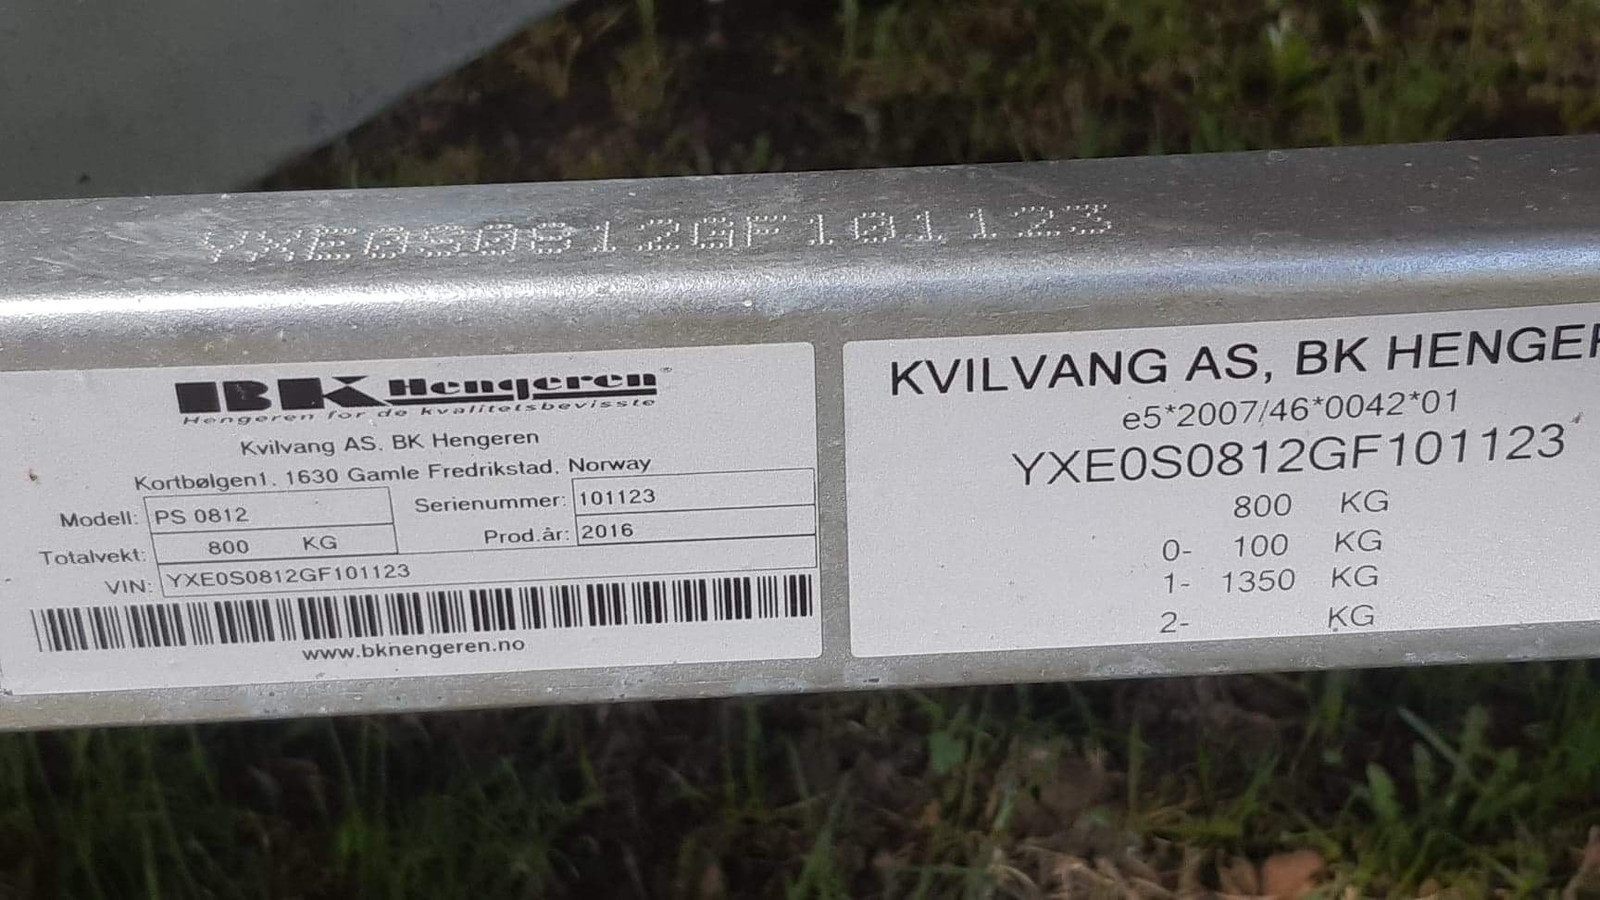 YXE0S0812GF101123
BK Hengeren
Hengeren for de kvalitetsbevisste
Kvilvang AS, BK Hengeren
Kortbølgen1, 1630 Gamle Fredrikstad, Norway
Modell: PS 0812
Serienummer: 101123
Totalvekt: 800 KG
Prod.år: 2016
VIN: YXE0S0812GF101123
www.bkhengeren.no
KVILVANG AS, BK HENGER
e5*2007/46*0042*01
YXE0S0812GF101123
800 KG
0- 100 KG
1- 1350 KG
2- KG